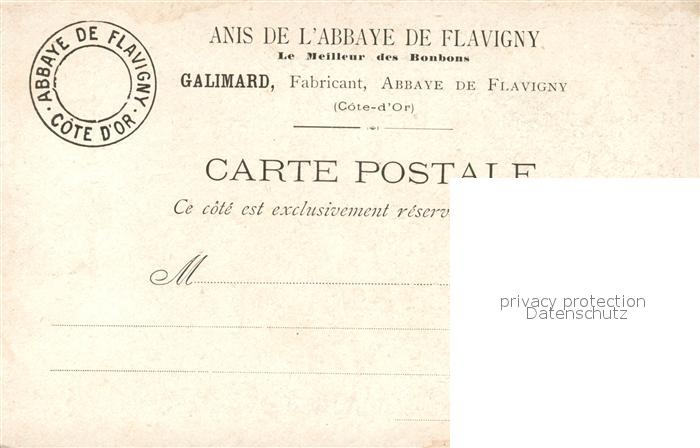 ABBAYE DE FLAVIGNY
· CÔTE D'OR ·
ANIS DE L'ABBAYE DE FLAVIGNY
Le Meilleur des Bonbons
GALIMARD, Fabricant, ABBAYE DE FLAVIGNY
(Côte-d'Or)
CARTE POSTALE
Ce côté est exclusivement
M
privacy protection
Datenschutz